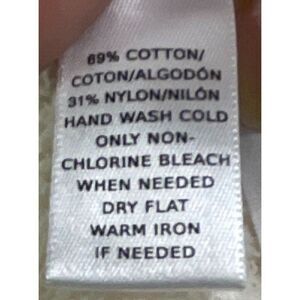 69% COTTON/
COTON/ALGODÓN
31% NYLON/NILÓN
HAND WASH COLD
ONLY NON-
CHLORINE BLEACH
WHEN NEEDED
DRY FLAT
WARM IRON
IF NEEDED